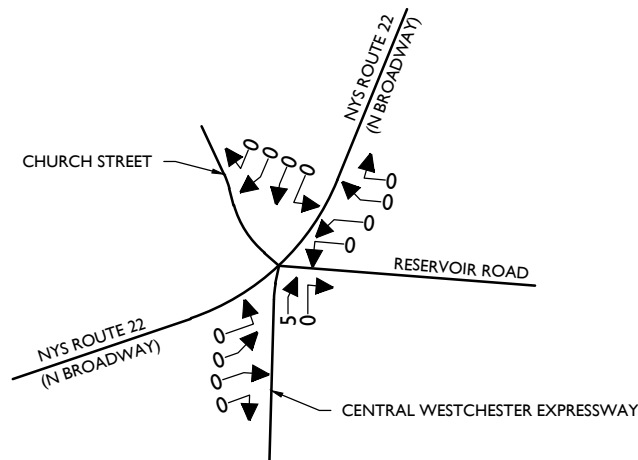 NYS ROUTE 22
(N BROADWAY)
CHURCH STREET
0
0
0
0
0
0
0
0
RESERVOIR ROAD
5
0
NYS ROUTE 22
(N BROADWAY)
0
0
0
0
CENTRAL WESTCHESTER EXPRESSWAY